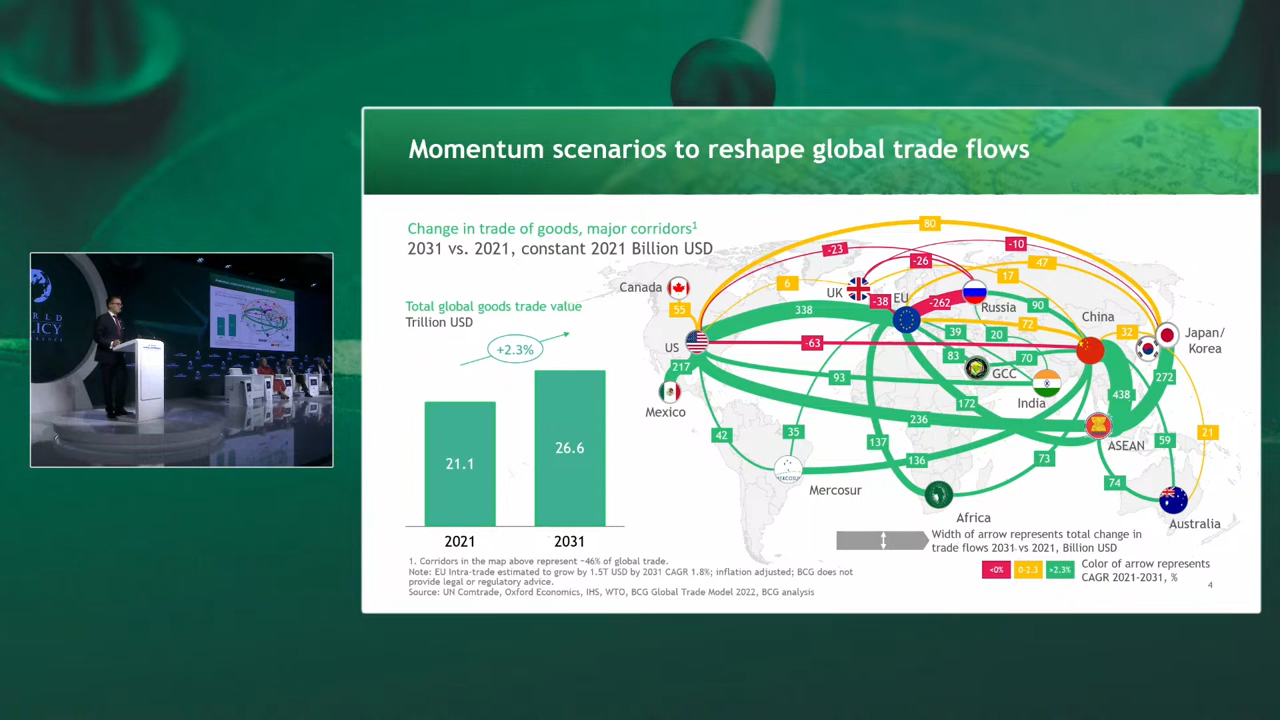 Momentum scenarios to reshape global trade flows
Change in trade of goods, major corridors1
2031 vs. 2021, constant 2021 Billion USD
Total global goods trade value
Trillion USD
+2.3%
21.1
26.6
2021
2031
80
-23
-10
-26
47
17
6
Canada
55
UK
-38
EU
-262
Russia
90
338
72
China
32
Japan/
Korea
39
20
US
-63
83
70
GCC
217
93
272
Mexico
India
438
172
236
42
35
137
ASEAN
59
21
136
73
Mercosur
74
Africa
Australia
Width of arrow represents total change in
trade flows 2031 vs 2021, Billion USD
<0%
0-2.3
>2.3%
Color of arrow represents
CAGR 2021-2031, %
1. Corridors in the map above represent ~46% of global trade.
Note: EU Intra-trade estimated to grow by 1.5T USD by 2031 CAGR 1.8%; inflation adjusted; BCG does not
provide legal or regulatory advice.
Source: UN Comtrade, Oxford Economics, IHS, WTO, BCG Global Trade Model 2022, BCG analysis
4